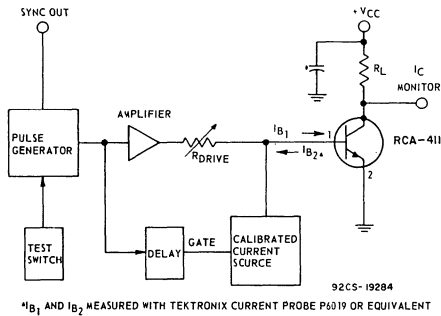 SYNC OUT
+ VCC
*
RL
IC
MONITOR
AMPLIFIER
PULSE
GENERATOR
RDRIVE
IB1
IB2*
1
2
RCA-411
TEST
SWITCH
DELAY
GATE
CALIBRATED
CURRENT
SOURCE
92CS-19284
*IB1 AND IB2 MEASURED WITH TEKTRONIX CURRENT PROBE P6019 OR EQUIVALENT